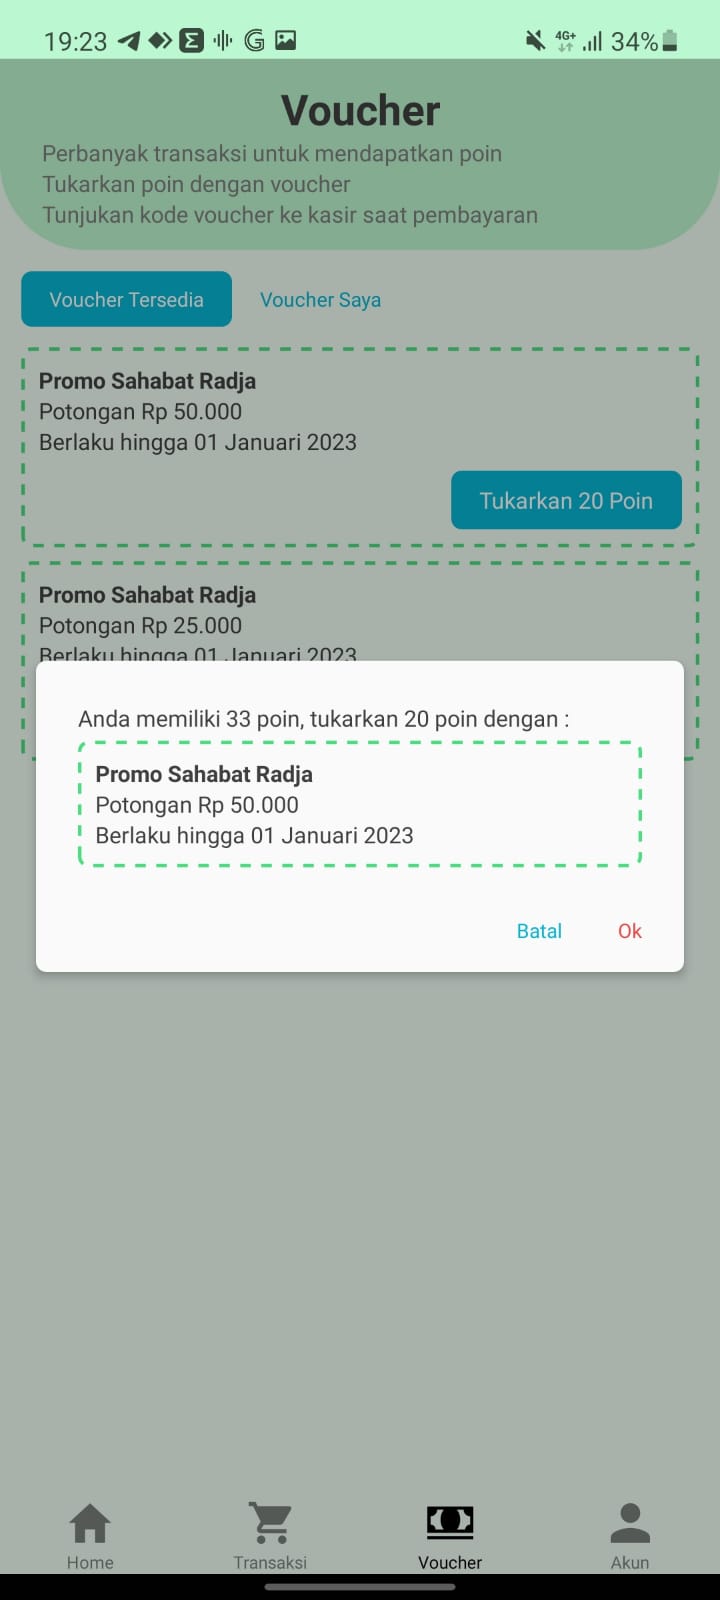 19:23
4G+
34%
Voucher
Perbanyak transaksi untuk mendapatkan poin
Tukarkan poin dengan voucher
Tunjukan kode voucher ke kasir saat pembayaran
Voucher Tersedia
Voucher Saya
Promo Sahabat Radja
Potongan Rp 50.000
Berlaku hingga 01 Januari 2023
Tukarkan 20 Poin
Promo Sahabat Radja
Potongan Rp 25.000
Berlaku hingga 01 Januari 2023
Anda memiliki 33 poin, tukarkan 20 poin dengan :
Promo Sahabat Radja
Potongan Rp 50.000
Berlaku hingga 01 Januari 2023
Batal
Ok
Home
Transaksi
Voucher
Akun